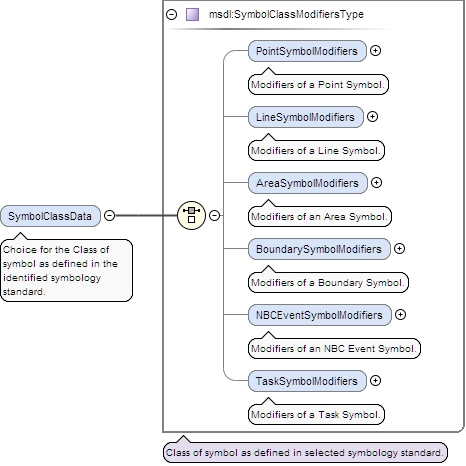 msdl:SymbolClassModifiersType
PointSymbolModifiers
Modifiers of a Point Symbol.
LineSymbolModifiers
Modifiers of a Line Symbol.
AreaSymbolModifiers
Modifiers of an Area Symbol.
SymbolClassData
Choice for the Class of
symbol as defined in the
identified symbology
standard.
BoundarySymbolModifiers
Modifiers of a Boundary Symbol.
NBCEventSymbolModifiers
Modifiers of an NBC Event Symbol.
TaskSymbolModifiers
Modifiers of a Task Symbol.
Class of symbol as defined in selected symbology standard.